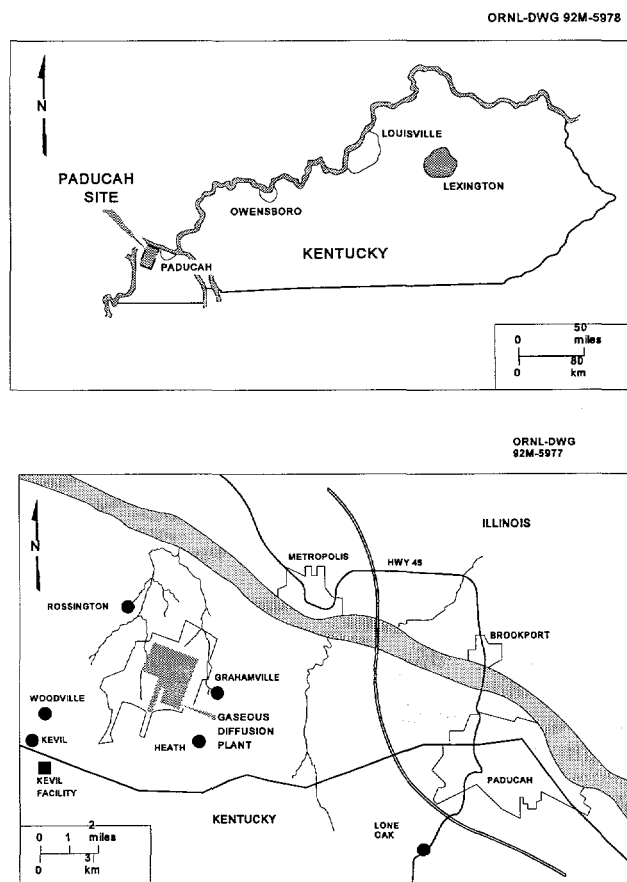 ORNL-DWG 92M-5978
N
LOUISVILLE
LEXINGTON
PADUCAH
SITE
OWENSBORO
KENTUCKY
PADUCAH
0 50
miles
80
0 km
ORNL-DWG
92M-5977
N
ILLINOIS
METROPOLIS
HWY 45
ROSSINGTON
BROOKPORT
GRAHAMVILLE
WOODVILLE
GASEOUS
DIFFUSION
PLANT
KEVIL
HEATH
KEVIL
FACILITY
PADUCAH
KENTUCKY
LONE
OAK
0 1 2
miles
0 3
km